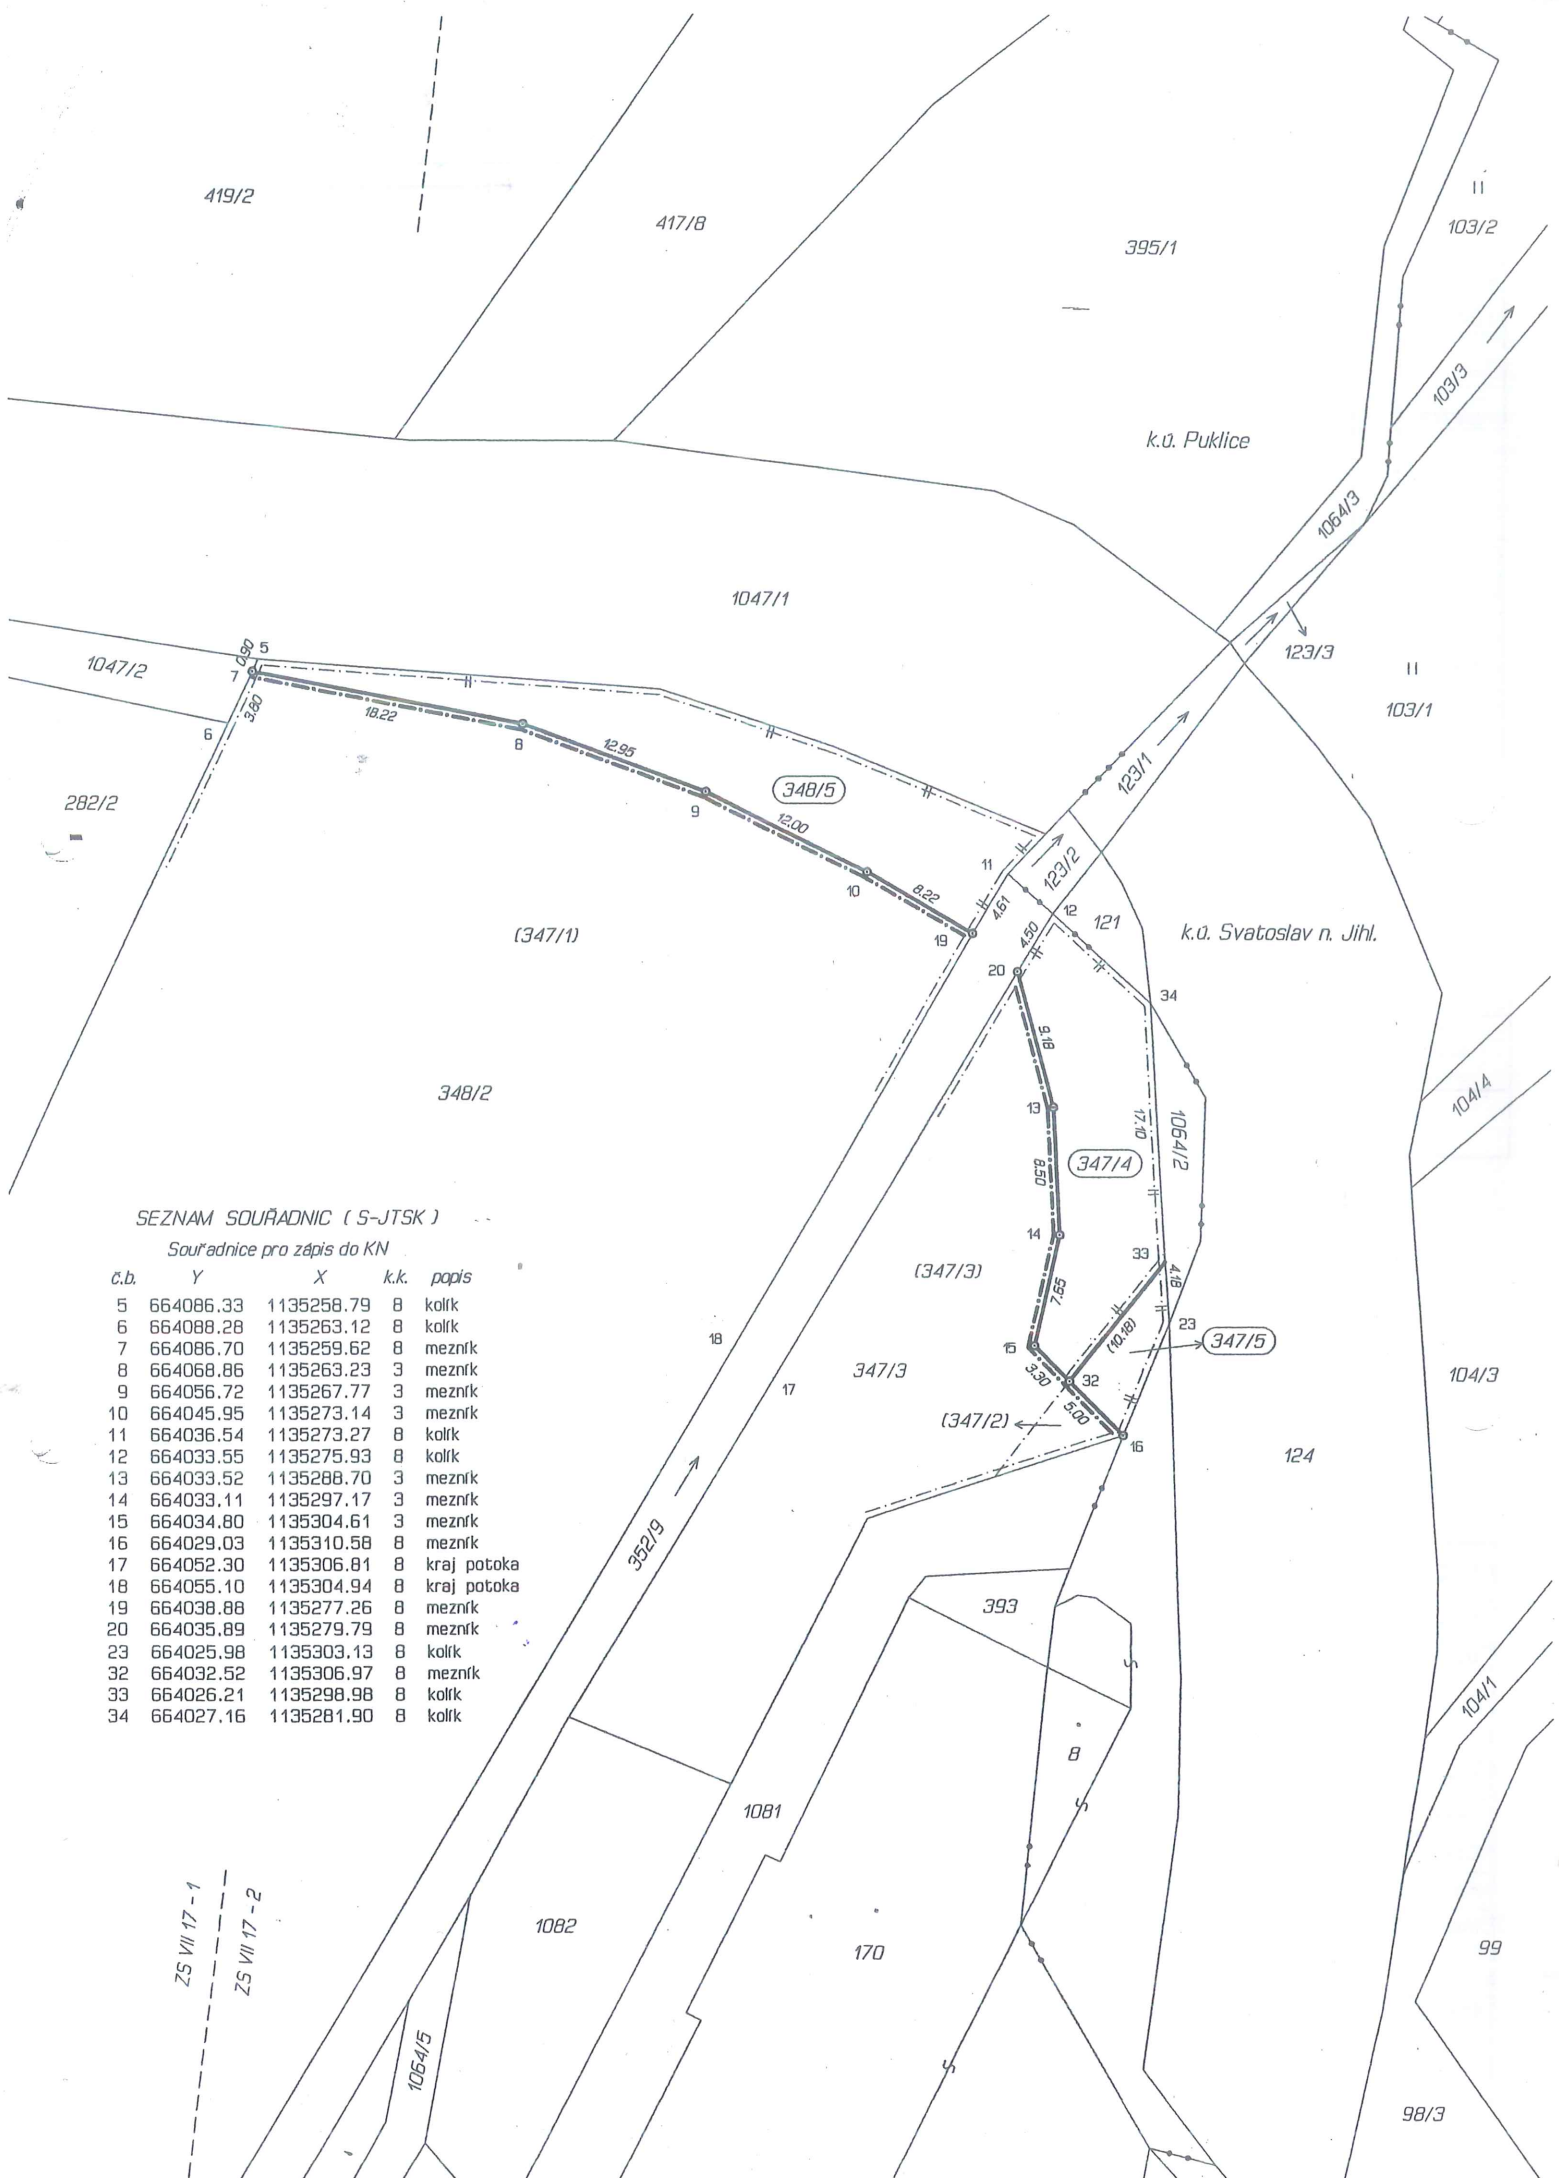 419/2
417/8
395/1
103/2
103/3
k.ú. Puklice
1064/3
1047/1
123/3
103/1
1047/2
0.90
5
7
3.80
6
18.22
8
12.95
9
348/5
12.00
10
8.22
19
11
4.61
123/1
123/2
12
121
4.50
20
282/2
(347/1)
k.ú. Svatoslav n. Jihl.
34
9.18
13
348/2
17.10
1064/2
104/4
347/4
8.50
14
33
4.18
(347/3)
7.65
23
347/5
15
(10.18)
3.30
32
18
17
347/3
(347/2)
5.00
16
104/3
124
SEZNAM SOUŘADNIC ( S-JTSK )
Souřadnice pro zápis do KN
č.b. Y X k.k. popis
5 664086.33 1135258.79 8 kolík
6 664088.28 1135263.12 8 kolík
7 664086.70 1135259.62 8 mezník
8 664068.86 1135263.23 3 mezník
9 664056.72 1135267.77 3 mezník
10 664045.95 1135273.14 3 mezník
11 664036.54 1135273.27 8 kolík
12 664033.55 1135275.93 8 kolík
13 664033.52 1135288.70 3 mezník
14 664033.11 1135297.17 3 mezník
15 664034.80 1135304.61 3 mezník
16 664029.03 1135310.58 8 mezník
17 664052.30 1135306.81 8 kraj potoka
18 664055.10 1135304.94 8 kraj potoka
19 664038.88 1135277.26 8 mezník
20 664035.89 1135279.79 8 mezník
23 664025.98 1135303.13 8 kolík
32 664032.52 1135306.97 8 mezník
33 664026.21 1135298.98 8 kolík
34 664027.16 1135281.90 8 kolík
352/9
393
104/1
8
1081
ZS VII 17 - 1
ZS VII 17 - 2
1082
170
99
1064/5
98/3